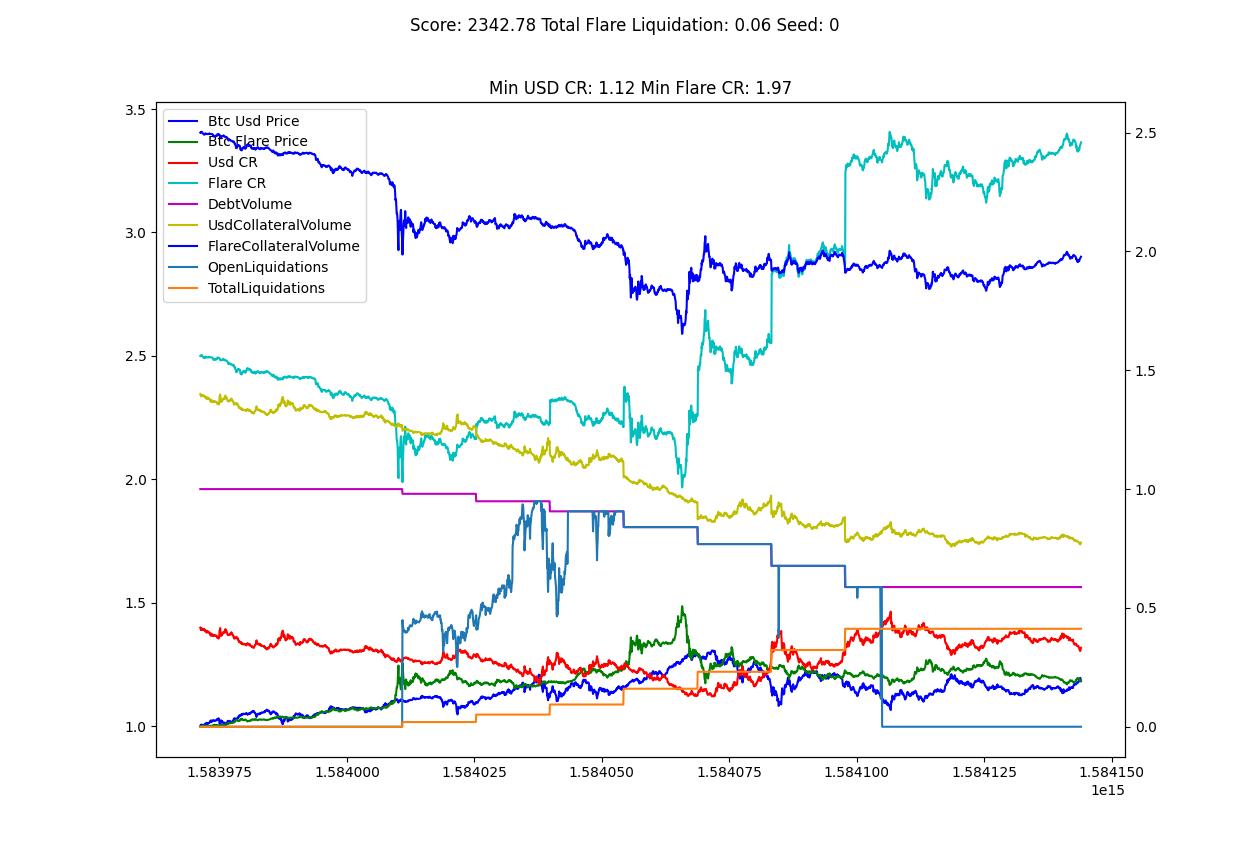 Score: 2342.78 Total Flare Liquidation: 0.06 Seed: 0
Min USD CR: 1.12 Min Flare CR: 1.97
Btc Usd Price
Btc Flare Price
Usd CR
Flare CR
DebtVolume
UsdCollateralVolume
FlareCollateralVolume
OpenLiquidations
TotalLiquidations
3.5
3.0
2.5
2.0
1.5
1.0
2.5
2.0
1.5
1.0
0.5
0.0
1.583975 1.584000 1.584025 1.584050 1.584075 1.584100 1.584125 1.584150
1e15